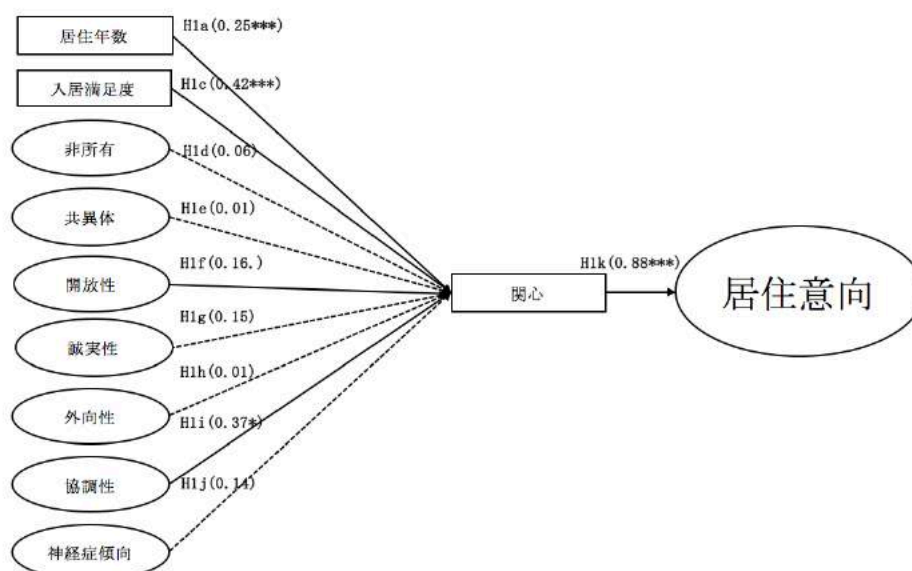 H1a(0.25***)
居住年数
H1c(0.42***)
入居満足度
H1d(0.06)
非所有
H1e(0.01)
共異体
H1f(0.16.)
開放性
H1k(0.88***)
関心
居住意向
H1g(0.15)
誠実性
H1h(0.01)
外向性
H1i(0.37*)
協調性
H1j(0.14)
神経症傾向